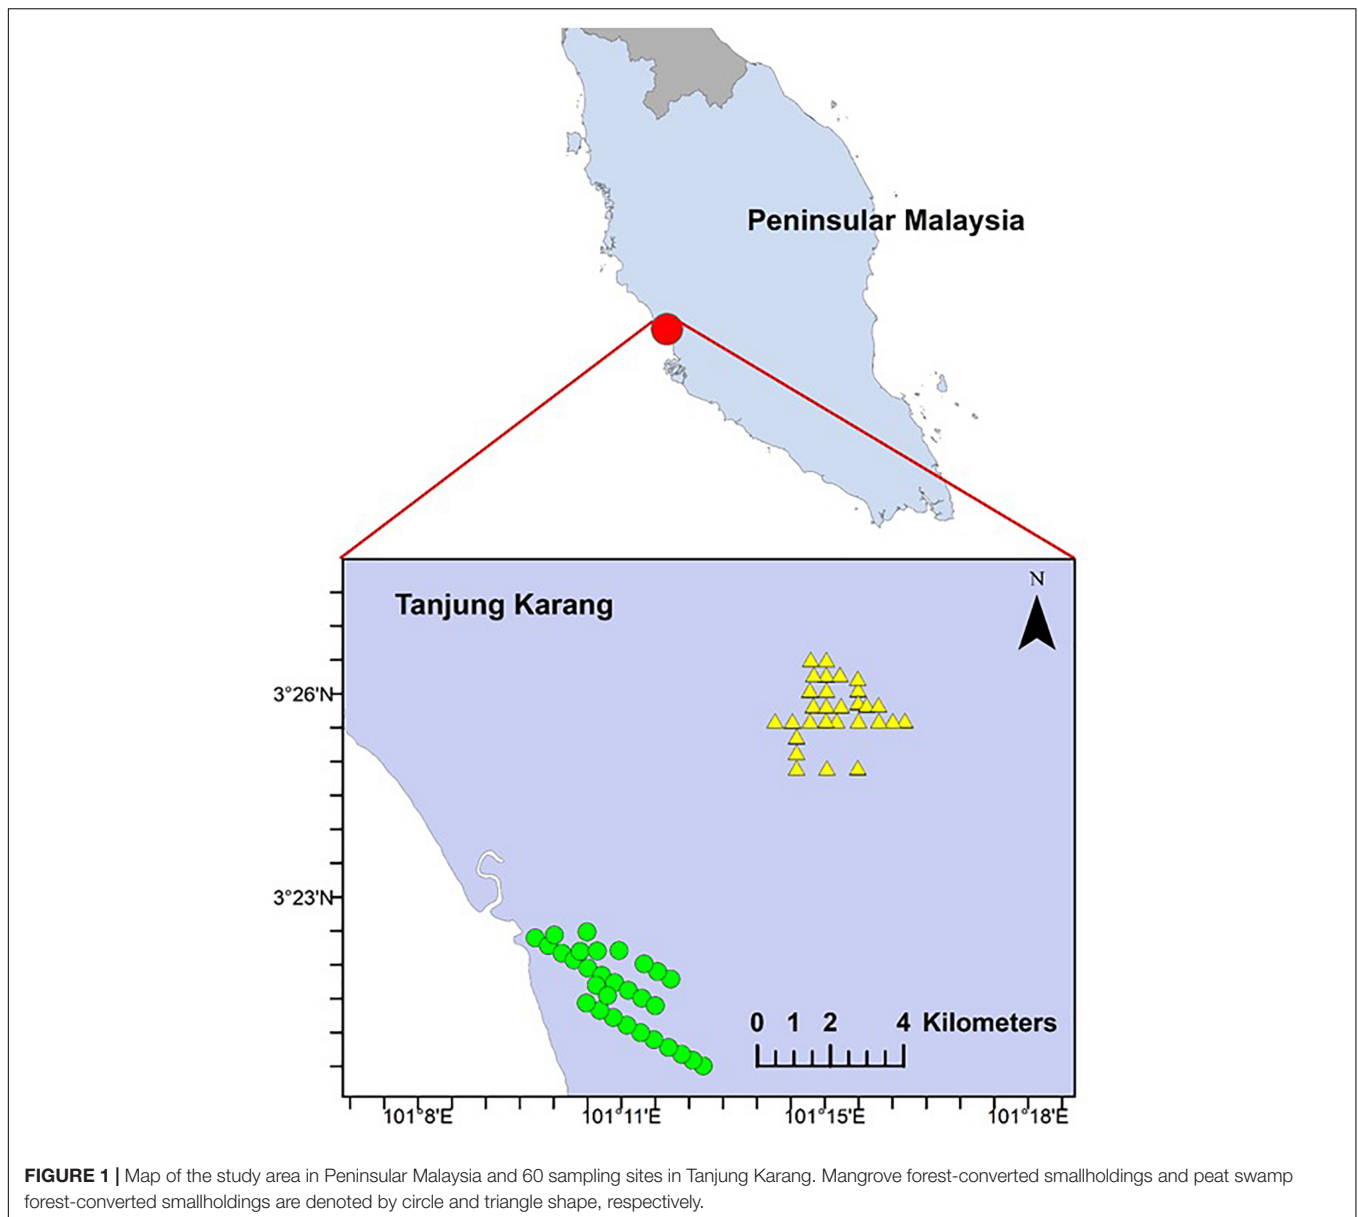 Peninsular Malaysia
Tanjung Karang
N
3°26'N
3°23'N
0 1 2 4 Kilometers
101°8'E 101°11'E 101°15'E 101°18'E
FIGURE 1 | Map of the study area in Peninsular Malaysia and 60 sampling sites in Tanjung Karang. Mangrove forest-converted smallholdings and peat swamp
forest-converted smallholdings are denoted by circle and triangle shape, respectively.